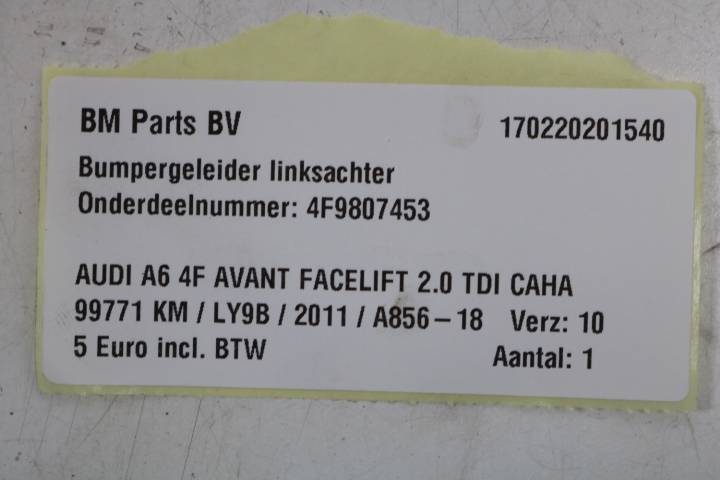 BM Parts BV 170220201540
Bumpergeleider linksachter
Onderdeelnummer: 4F9807453
AUDI A6 4F AVANT FACELIFT 2.0 TDI CAHA
99771 KM / LY9B / 2011 / A856-18 Verz: 10
5 Euro incl. BTW Aantal: 1